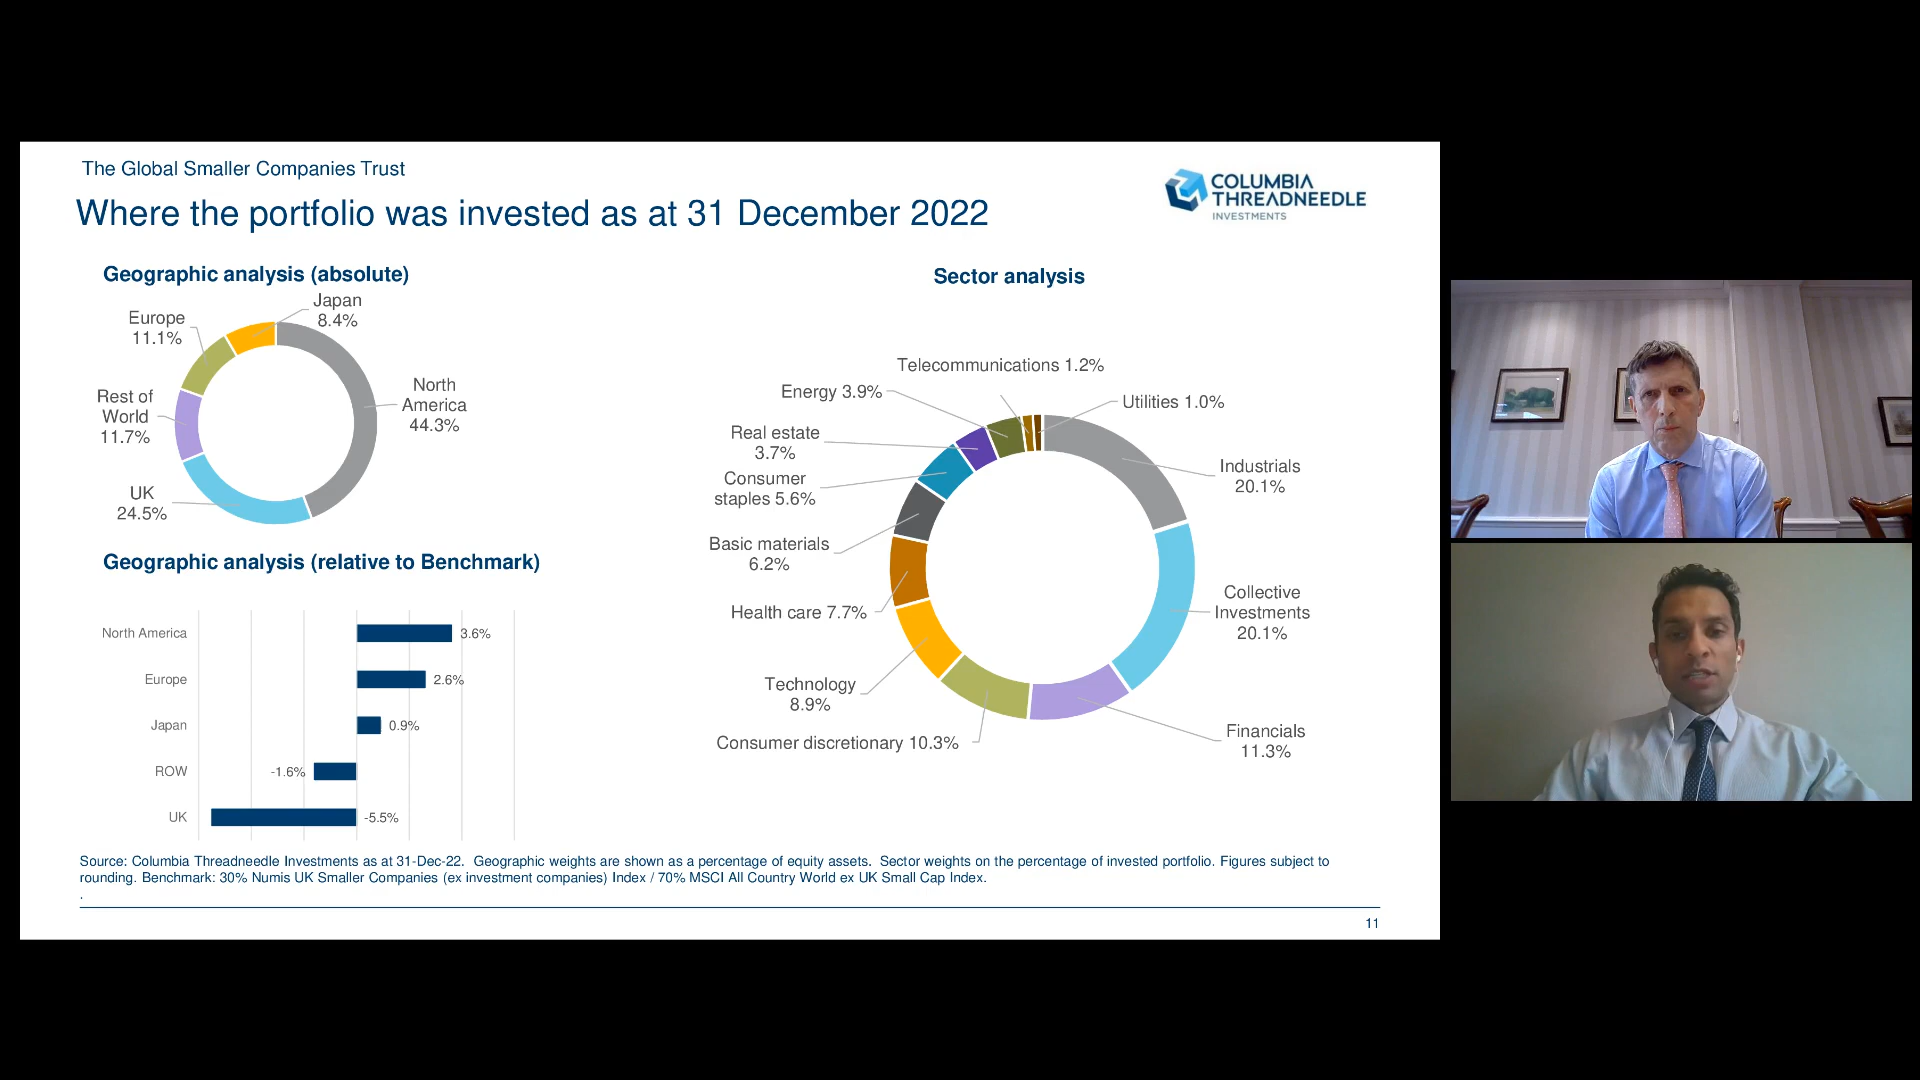 The Global Smaller Companies Trust
Where the portfolio was invested as at 31 December 2022
COLUMBIA
THREADNEEDLE
INVESTMENTS
Geographic analysis (absolute)
Japan
8.4%
Europe
11.1%
Rest of
World
11.7%
North
America
44.3%
UK
24.5%
Geographic analysis (relative to Benchmark)
North America
3.6%
Europe
2.6%
Japan
0.9%
ROW
-1.6%
UK
-5.5%
Sector analysis
Telecommunications 1.2%
Energy 3.9%
Utilities 1.0%
Real estate
3.7%
Industrials
20.1%
Consumer
staples 5.6%
Basic materials
6.2%
Collective
Investments
20.1%
Health care 7.7%
Technology
8.9%
Financials
11.3%
Consumer discretionary 10.3%
Source: Columbia Threadneedle Investments as at 31-Dec-22. Geographic weights are shown as a percentage of equity assets. Sector weights on the percentage of invested portfolio. Figures subject to
rounding. Benchmark: 30% Numis UK Smaller Companies (ex investment companies) Index / 70% MSCI All Country World ex UK Small Cap Index.
.
11